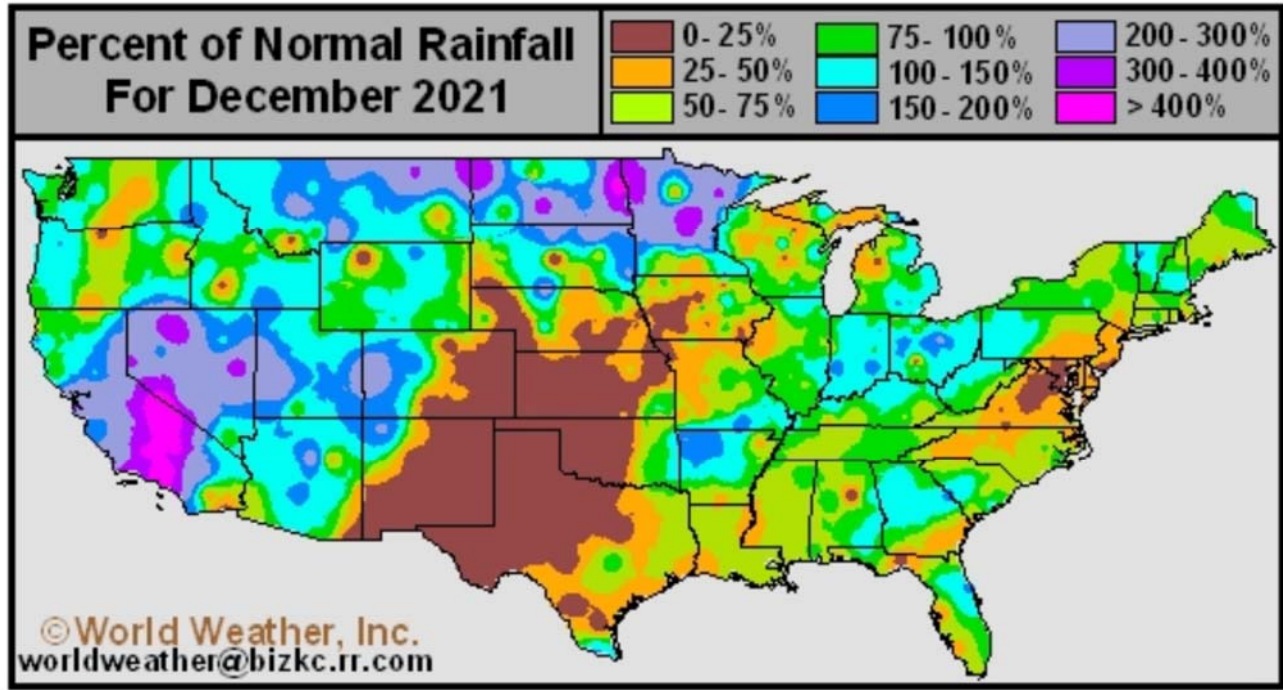 Percent of Normal Rainfall
For December 2021
0 - 25%
25 - 50%
50 - 75%
75 - 100%
100 - 150%
150 - 200%
200 - 300%
300 - 400%
> 400%
©World Weather, Inc.
worldweather@bizkc.rr.com